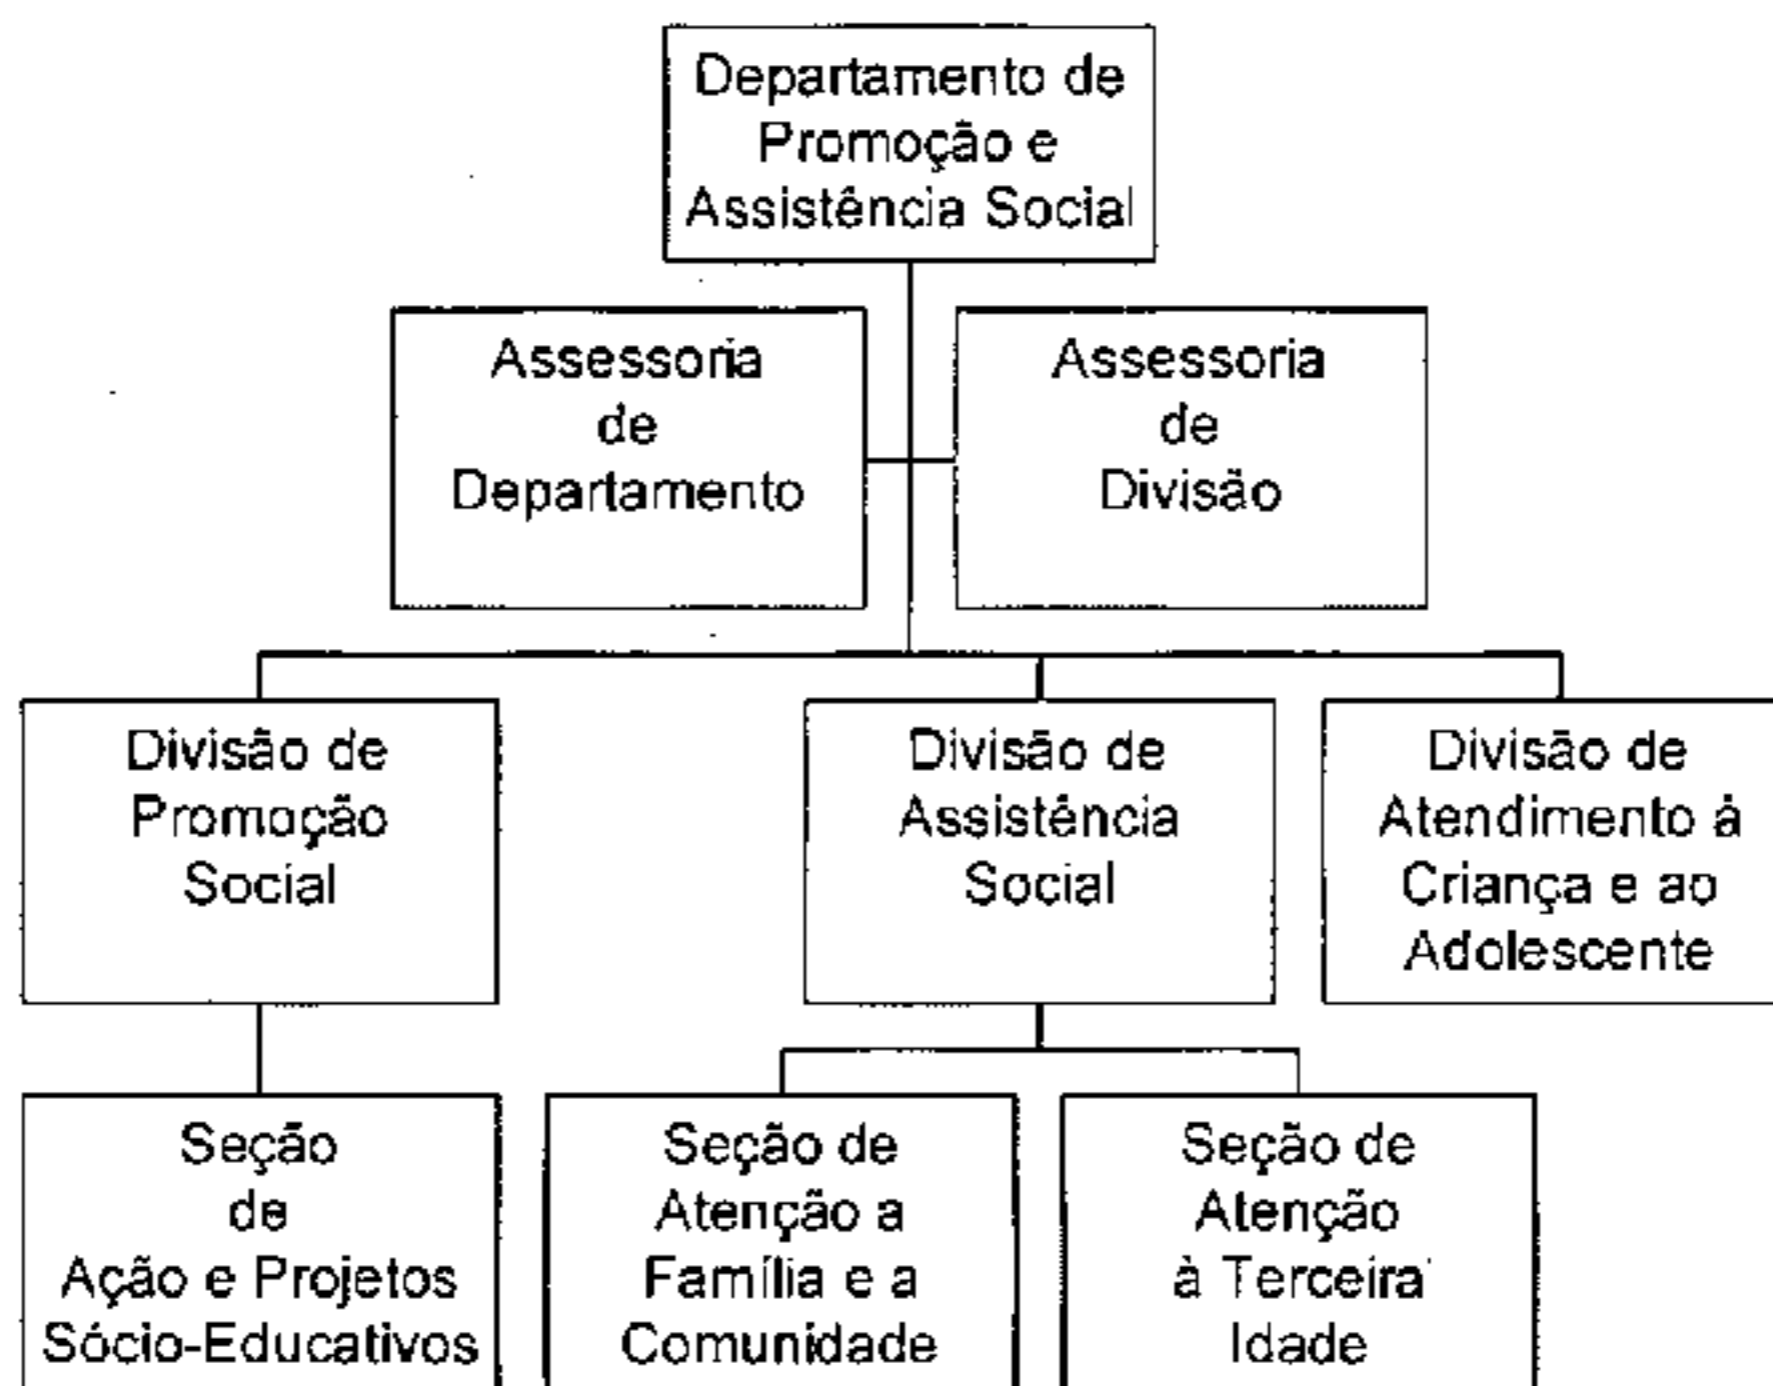 Departamento de
Promoção e
Assistência Social
Assessoria
de
Departamento
Assessoria
de
Divisão
Divisão de
Promoção
Social
Divisão de
Assistência
Social
Divisão de
Atendimento à
Criança e ao
Adolescente
Seção
de
Ação e Projetos
Sócio-Educativos
Seção de
Atenção a
Família e a
Comunidade
Seção de
Atenção
à Terceira
Idade